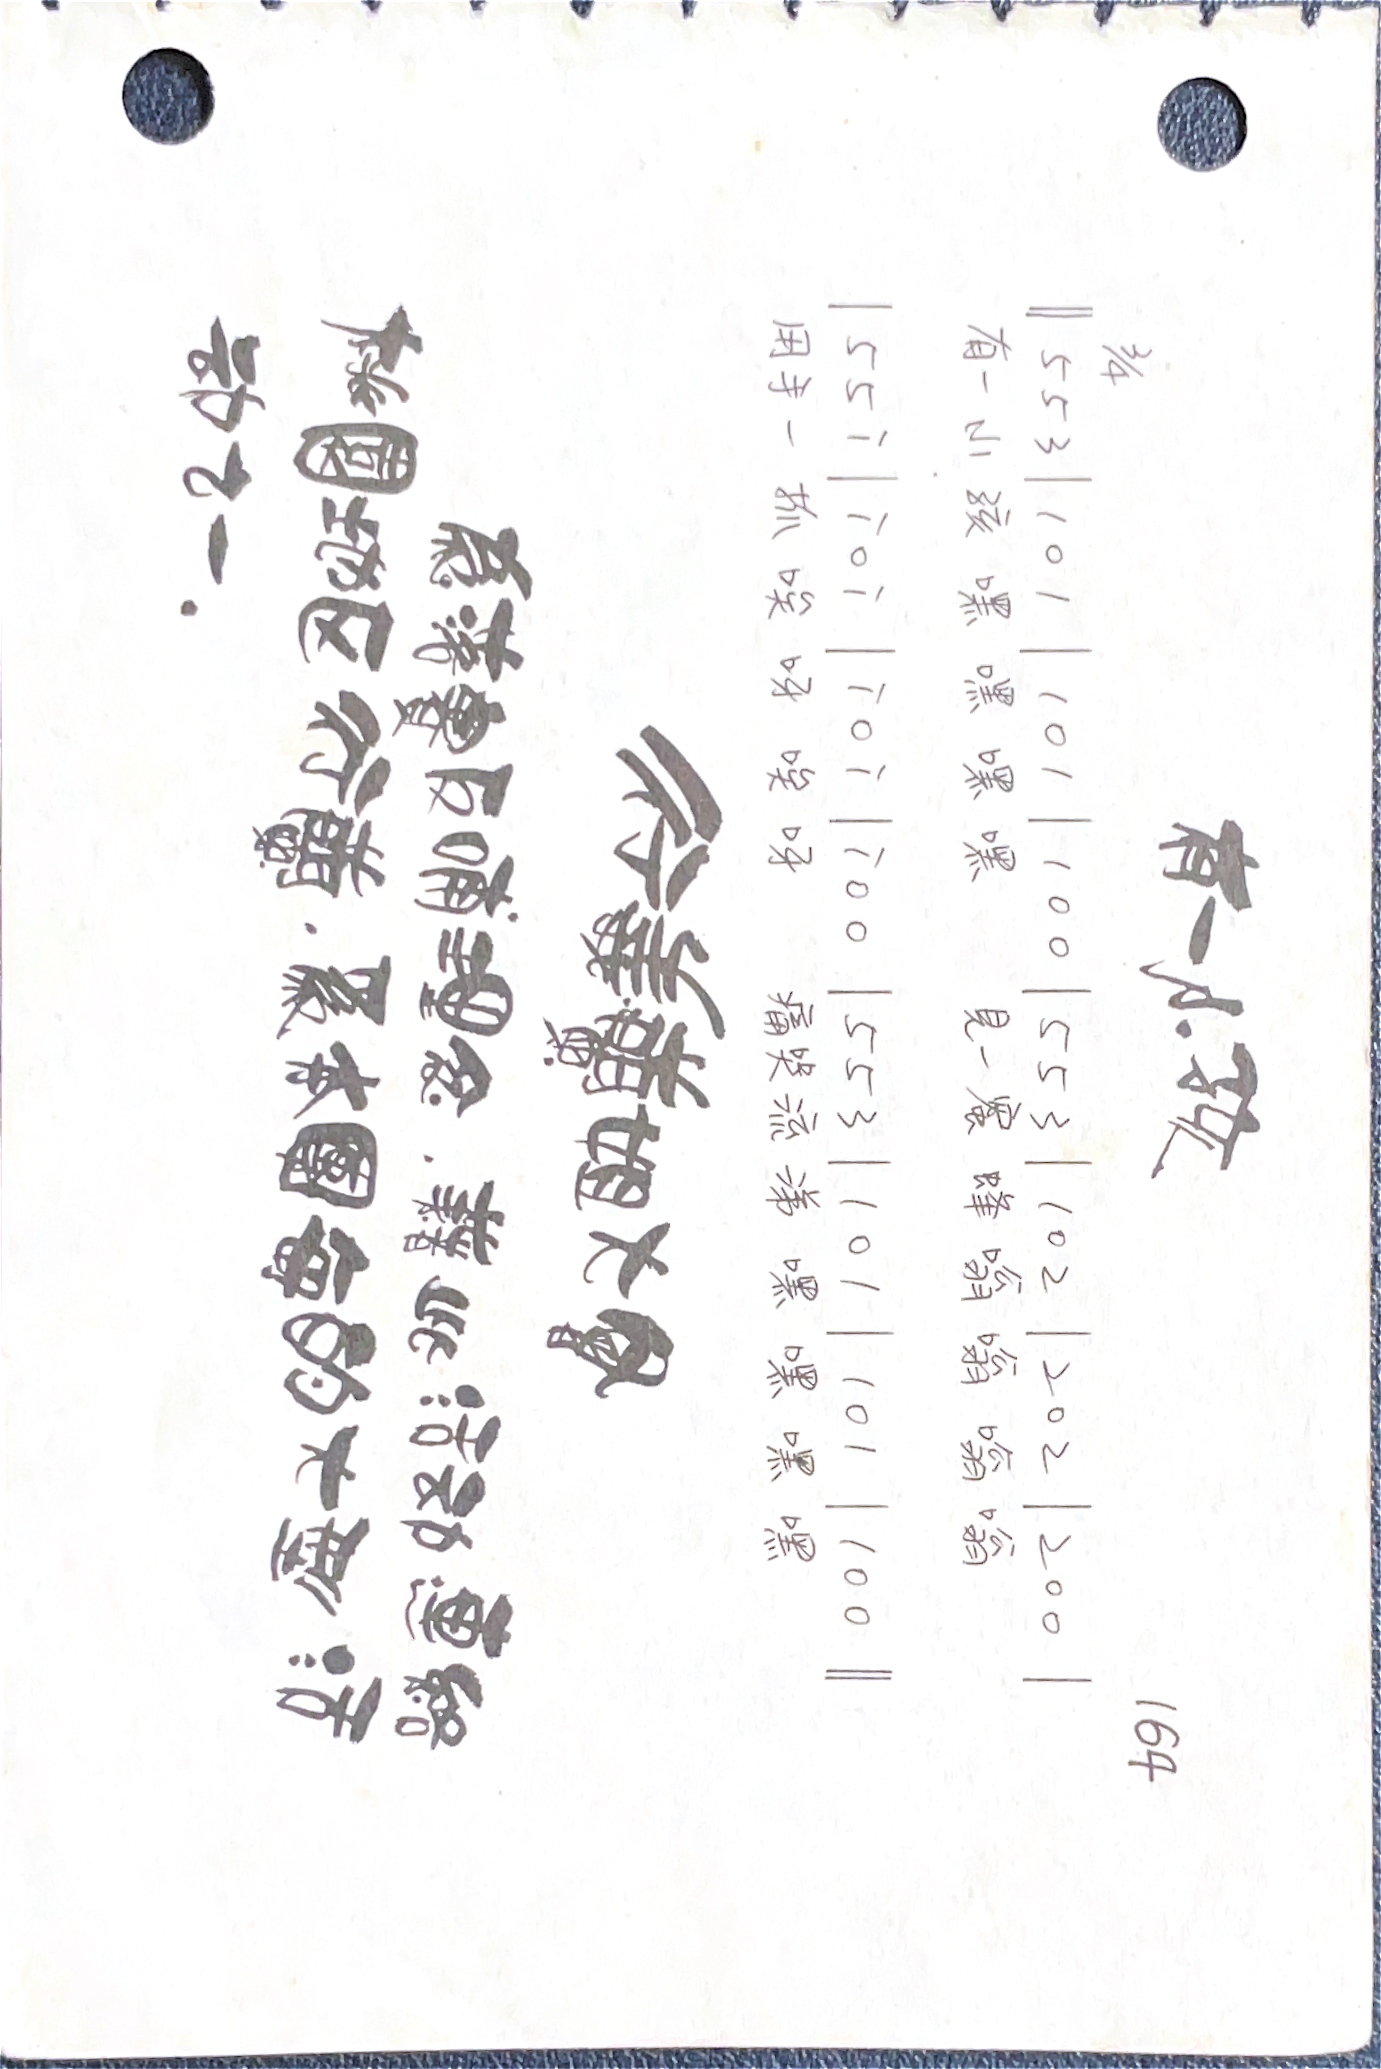 有一小孩
164
3/4
‖553|101|101|100|553|102|202|200|
有一小孩嘿嘿嘿嘿 見一蜜蜂嗡嗡嗡嗡
|55i|i0i|i0i|i00|553|101|101|100‖
用手一抓唉呀唉呀 痛哭流涕嘿嘿嘿嘿
行義蘭姐大會
為落實反哺理念.藉此活动連絡
桃園地区行蘭.為本團每的大型活
动之一.